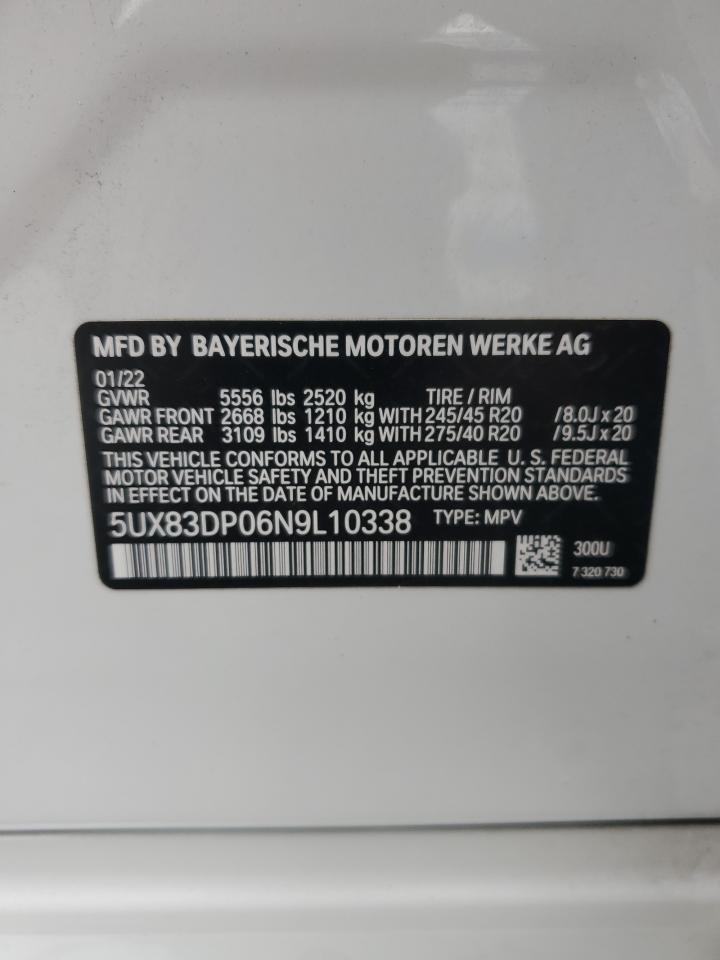 MFD BY BAYERISCHE MOTOREN WERKE AG
01/22
GVWR 5556 lbs 2520 kg TIRE / RIM
GAWR FRONT 2668 lbs 1210 kg WITH 245/45 R20 /8.0J x 20
GAWR REAR 3109 lbs 1410 kg WITH 275/40 R20 /9.5J x 20
THIS VEHICLE CONFORMS TO ALL APPLICABLE U. S. FEDERAL
MOTOR VEHICLE SAFETY AND THEFT PREVENTION STANDARDS
IN EFFECT ON THE DATE OF MANUFACTURE SHOWN ABOVE.
5UX83DP06N9L10338 TYPE: MPV
300U
7 320 730